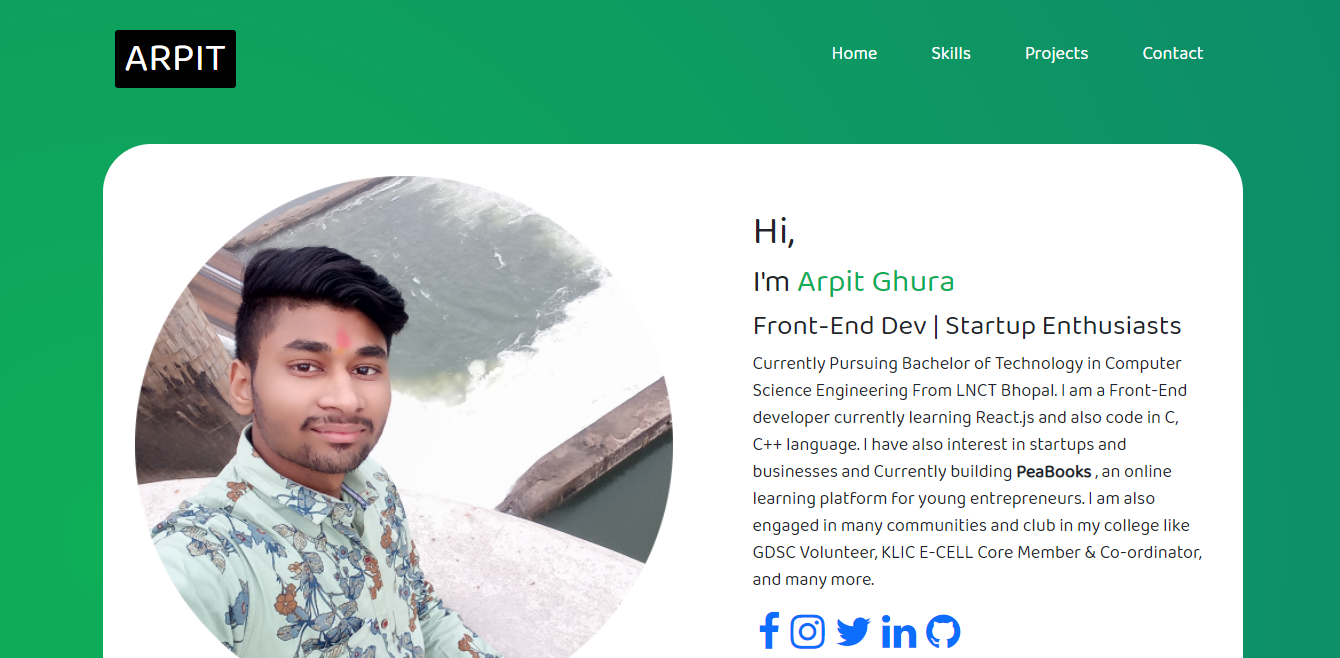 ARPIT
Home Skills Projects Contact
Hi,
I'm Arpit Ghura
Front-End Dev | Startup Enthusiasts
Currently Pursuing Bachelor of Technology in Computer
Science Engineering From LNCT Bhopal. I am a Front-End
developer currently learning React.js and also code in C,
C++ language. I have also interest in startups and
businesses and Currently building PeaBooks , an online
learning platform for young entrepreneurs. I am also
engaged in many communities and club in my college like
GDSC Volunteer, KLIC E-CELL Core Member & Co-ordinator,
and many more.